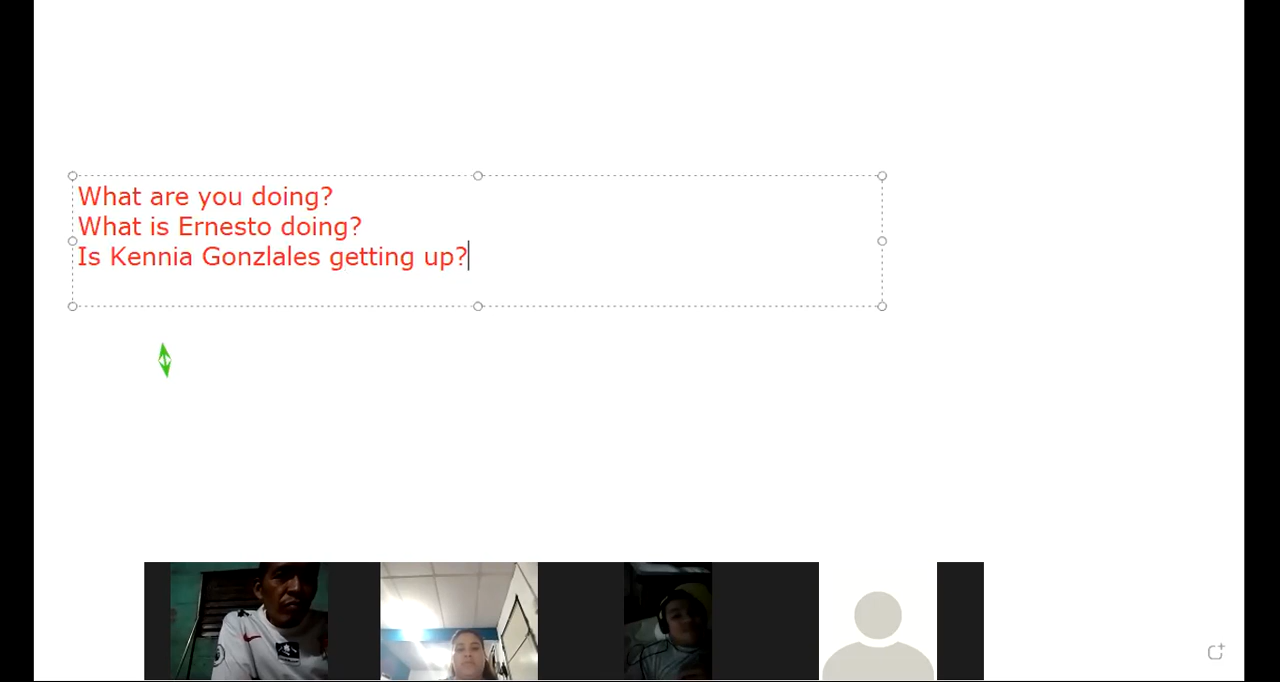 What are you doing?
What is Ernesto doing?
Is Kennia Gonzlales getting up?